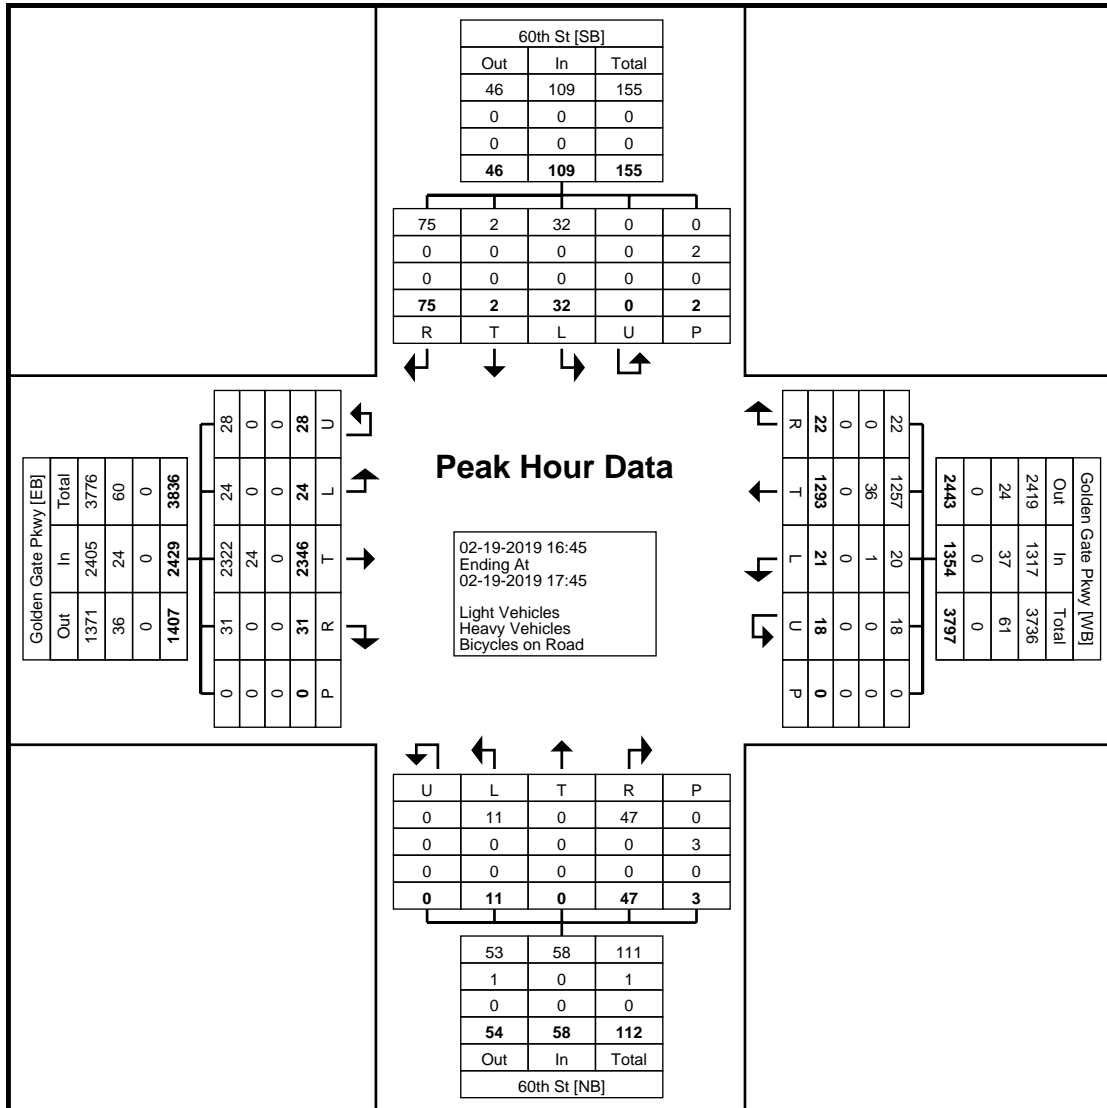 60th St [SB]
Out In Total
46 109 155
0 0 0
0 0 0
46 109 155
75 2 32 0 0
0 0 0 0 2
0 0 0 0 0
75 2 32 0 2
R T L U P
Golden Gate Pkwy [EB]
Total In Out
3776 2405 1371
60 24 36
0 0 0
3836 2429 1407
28 24 2322 31 0
0 0 24 0 0
0 0 0 0 0
28 24 2346 31 0
U L T R P
Peak Hour Data
02-19-2019 16:45
Ending At
02-19-2019 17:45
Light Vehicles
Heavy Vehicles
Bicycles on Road
R T L U P
22 1293 21 18 0
0 0 0 0 0
0 36 1 0 0
22 1257 20 18 0
Golden Gate Pkwy [WB]
Out In Total
2419 1317 3736
24 37 61
0 0 0
2443 1354 3797
U L T R P
0 11 0 47 0
0 0 0 0 3
0 0 0 0 0
0 11 0 47 3
53 58 111
1 0 1
0 0 0
54 58 112
Out In Total
60th St [NB]